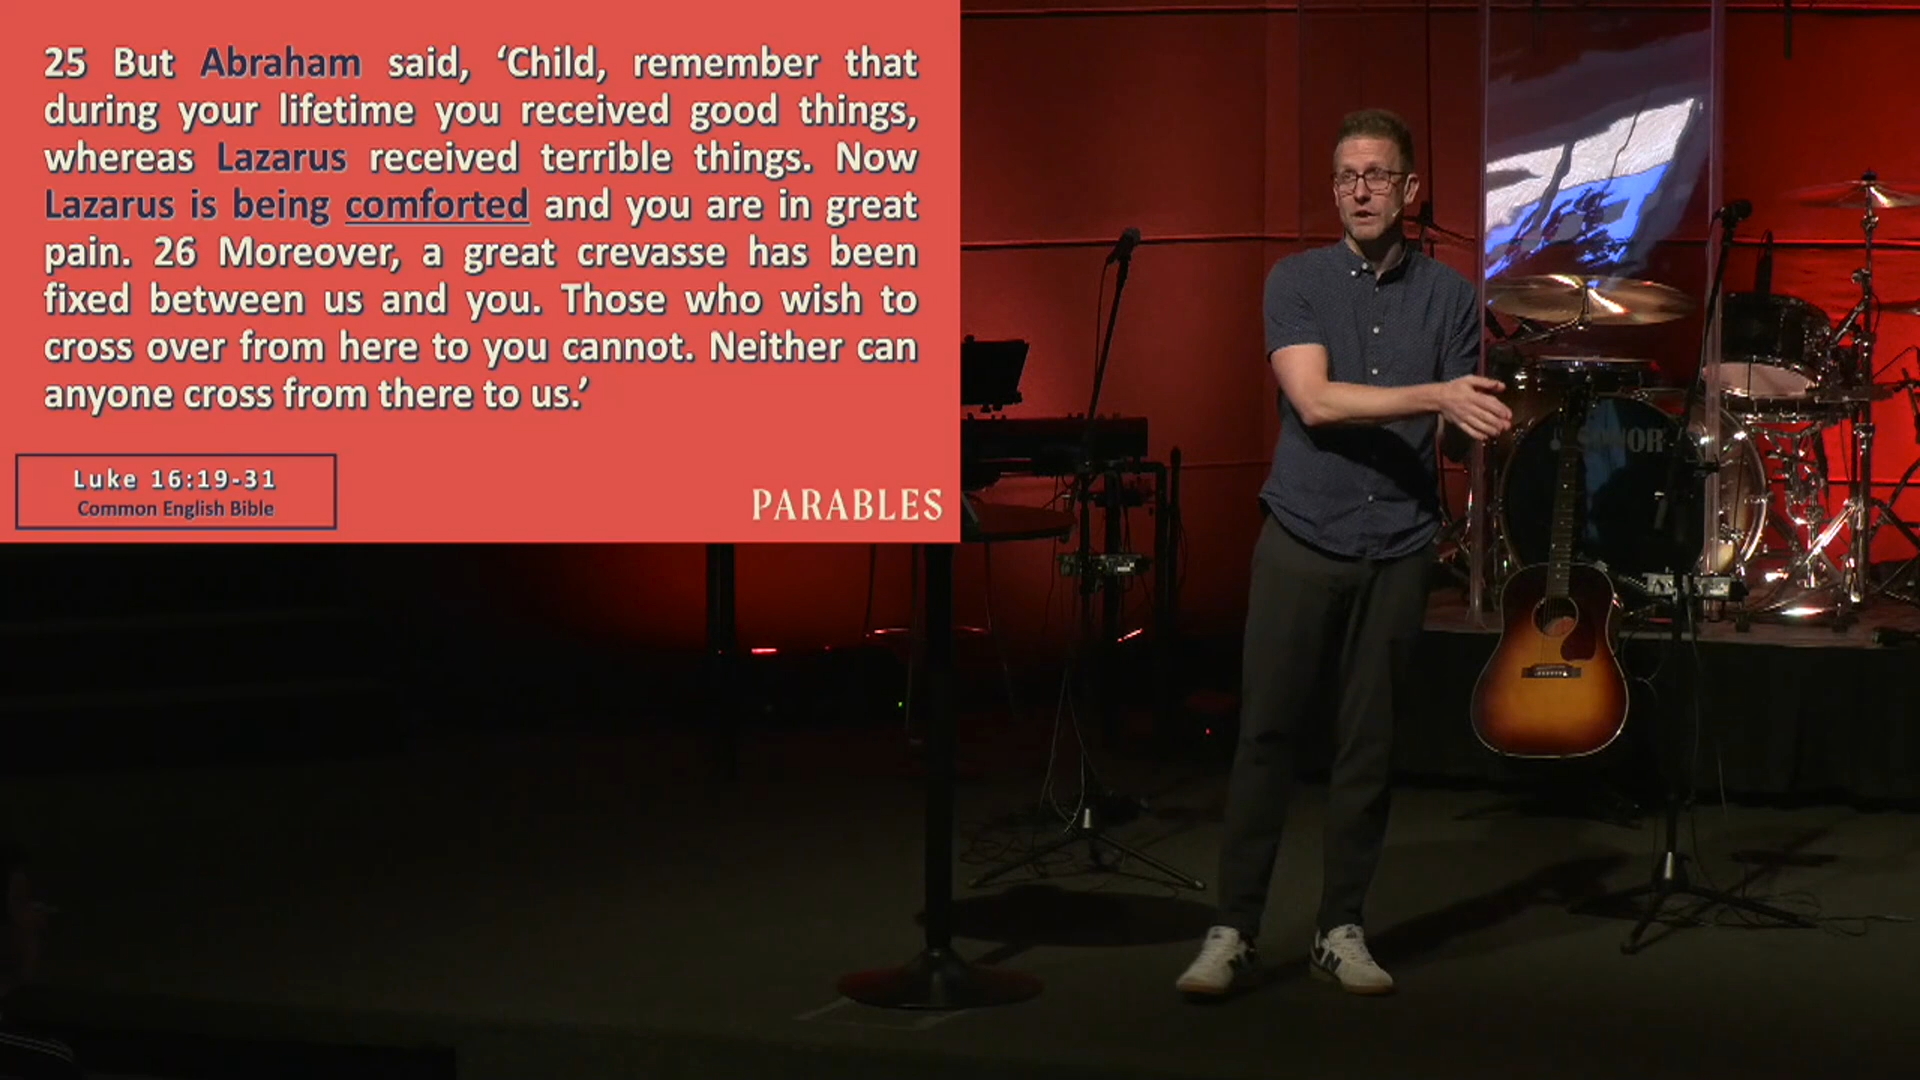 25 But Abraham said, ‘Child, remember that
during your lifetime you received good things,
whereas Lazarus received terrible things. Now
Lazarus is being comforted and you are in great
pain. 26 Moreover, a great crevasse has been
fixed between us and you. Those who wish to
cross over from here to you cannot. Neither can
anyone cross from there to us.’
Luke 16:19-31
Common English Bible
PARABLES
SONOR